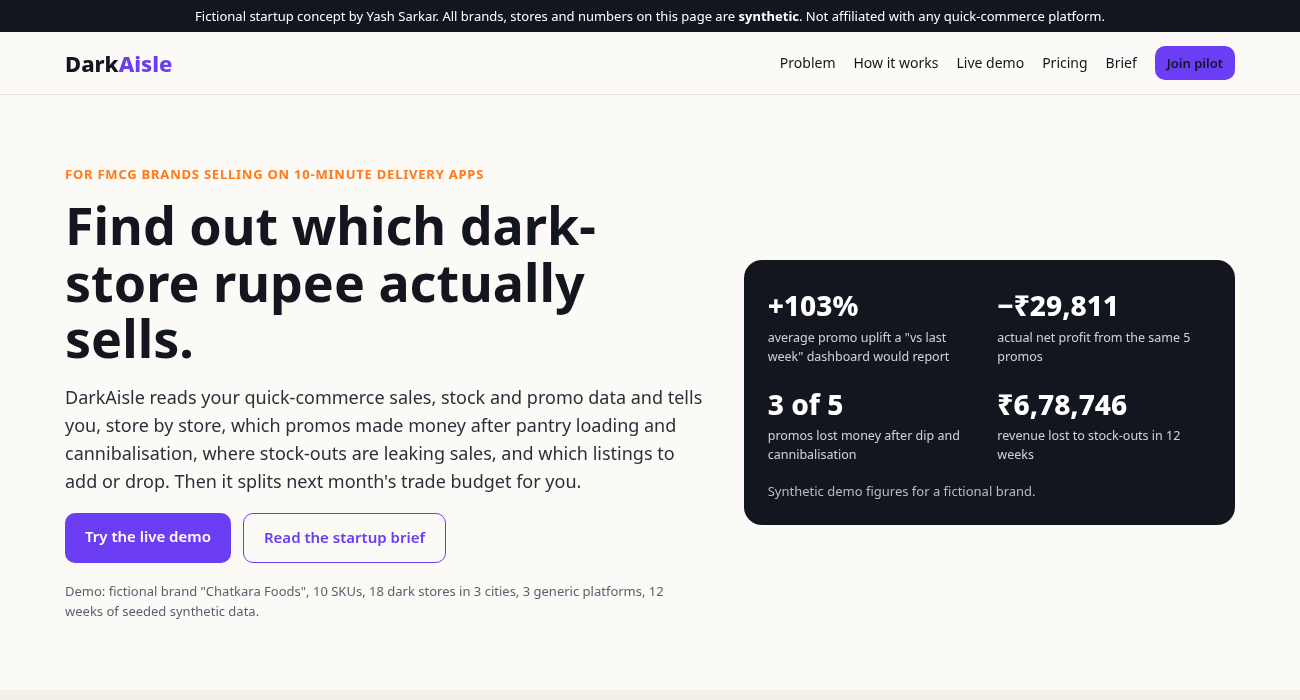 Fictional startup concept by Yash Sarkar. All brands, stores and numbers on this page are synthetic. Not affiliated with any quick-commerce platform.
DarkAisle
Problem
How it works
Live demo
Pricing
Brief
Join pilot
FOR FMCG BRANDS SELLING ON 10-MINUTE DELIVERY APPS
Find out which dark-
store rupee actually
sells.
DarkAisle reads your quick-commerce sales, stock and promo data and tells
you, store by store, which promos made money after pantry loading and
cannibalisation, where stock-outs are leaking sales, and which listings to
add or drop. Then it splits next month's trade budget for you.
Try the live demo
Read the startup brief
Demo: fictional brand "Chatkara Foods", 10 SKUs, 18 dark stores in 3 cities, 3 generic platforms, 12
weeks of seeded synthetic data.
+103%
average promo uplift a "vs last
week" dashboard would report
−₹29,811
actual net profit from the same 5
promos
3 of 5
promos lost money after dip and
cannibalisation
₹6,78,746
revenue lost to stock-outs in 12
weeks
Synthetic demo figures for a fictional brand.